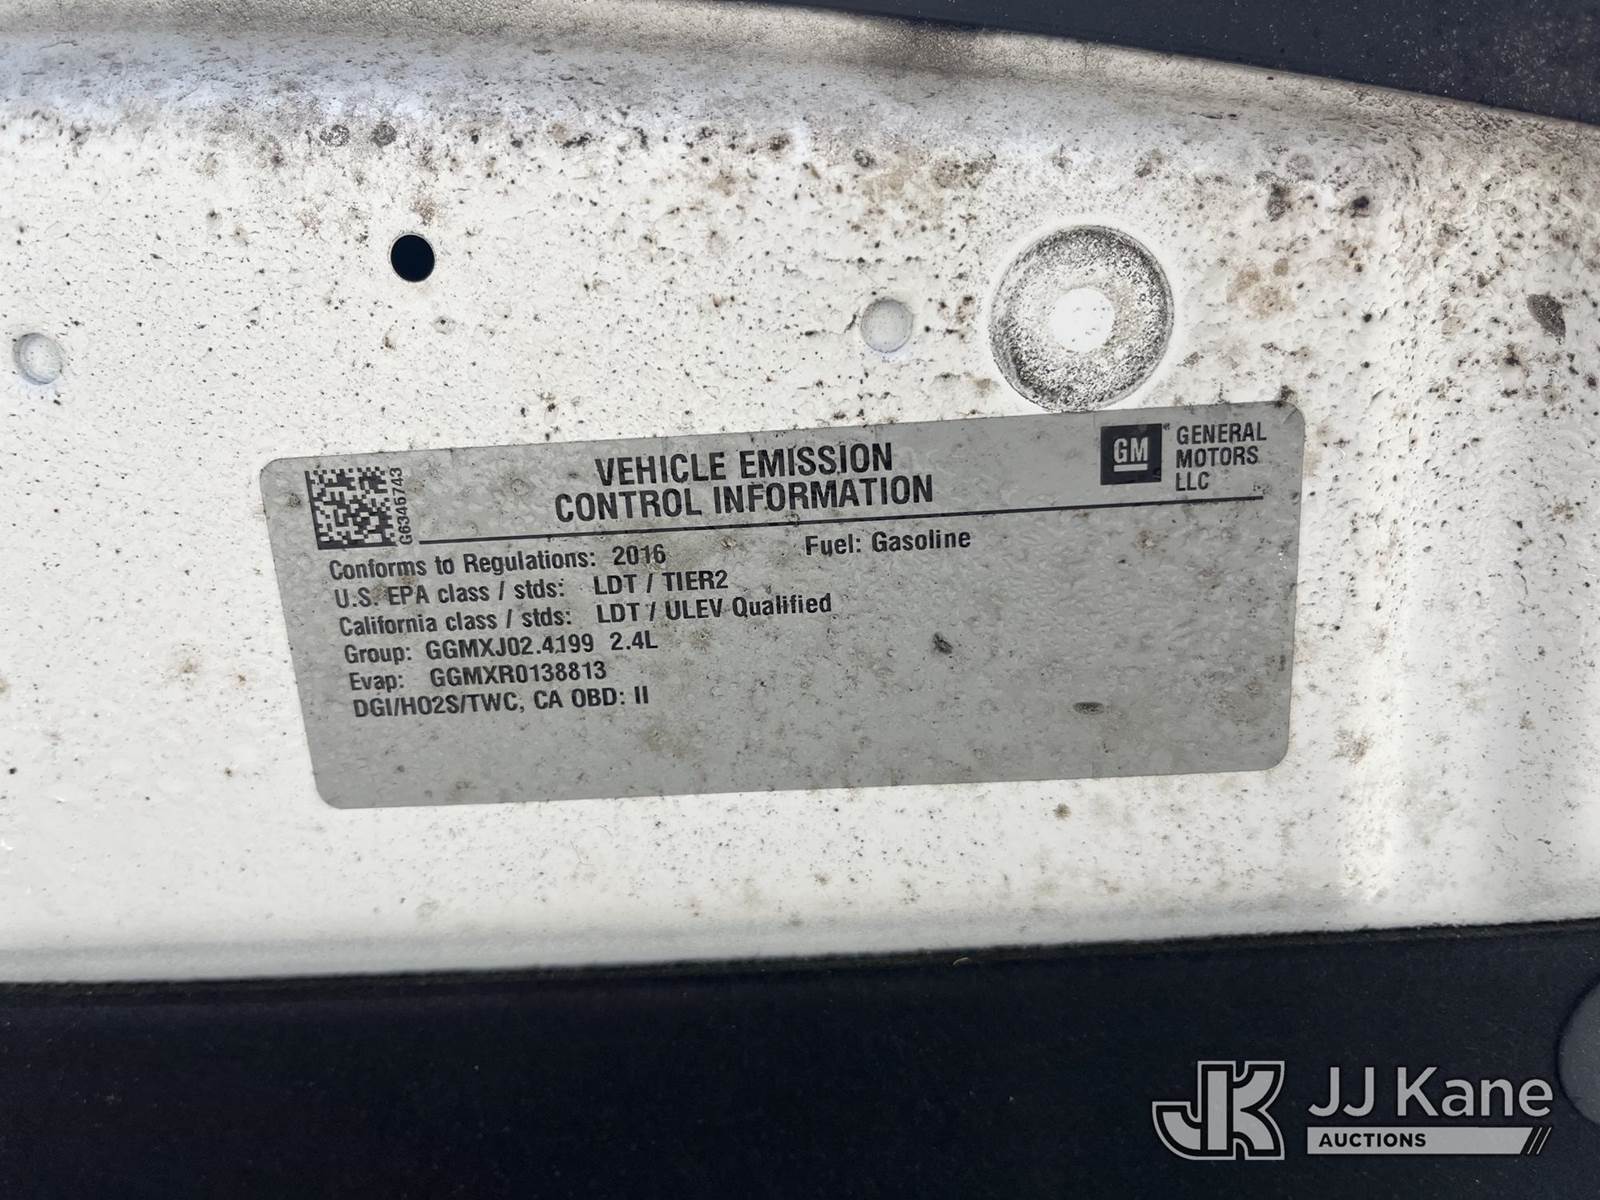 G6346743
VEHICLE EMISSION
CONTROL INFORMATION
GM
GENERAL
MOTORS
LLC
Conforms to Regulations: 2016 Fuel: Gasoline
U.S. EPA class / stds: LDT / TIER2
California class / stds: LDT / ULEV Qualified
Group: GGMXJ02.4199 2.4L
Evap: GGMXR0138813
DGI/HO2S/TWC, CA OBD: II
JK
JJ Kane
AUCTIONS